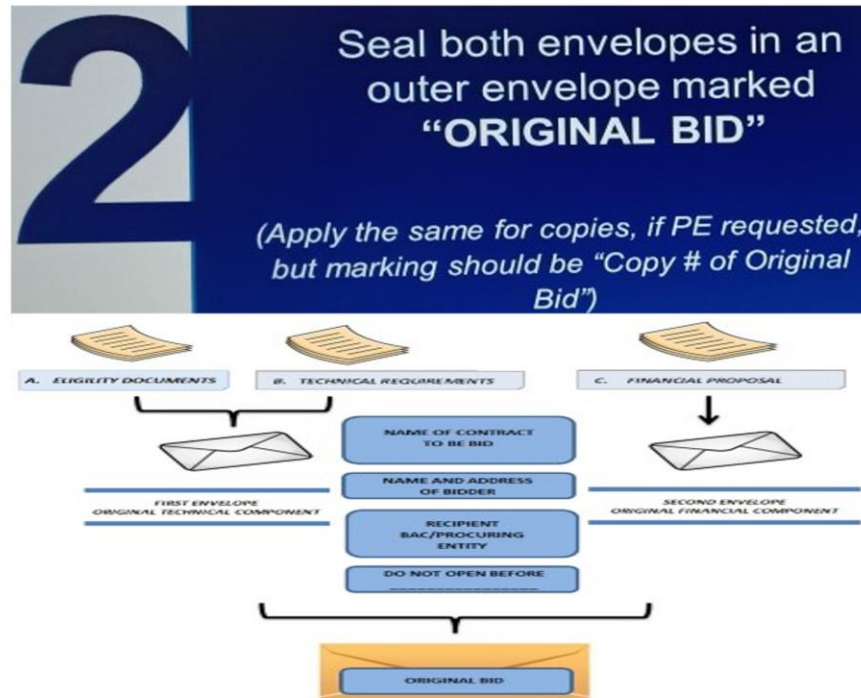 2
Seal both envelopes in an
outer envelope marked
“ORIGINAL BID”
(Apply the same for copies, if PE requested,
but marking should be “Copy # of Original
Bid”)
A. ELIGILITY DOCUMENTS
B. TECHNICAL REQUIREMENTS
C. FINANCIAL PROPOSAL
NAME OF CONTRACT
TO BE BID
NAME AND ADDRESS
OF BIDDER
FIRST ENVELOPE
ORIGINAL TECHNICAL COMPONENT
SECOND ENVELOPE
ORIGINAL FINANCIAL COMPONENT
RECIPIENT
BAC/PROCURING
ENTITY
DO NOT OPEN BEFORE
_________________
ORIGINAL BID